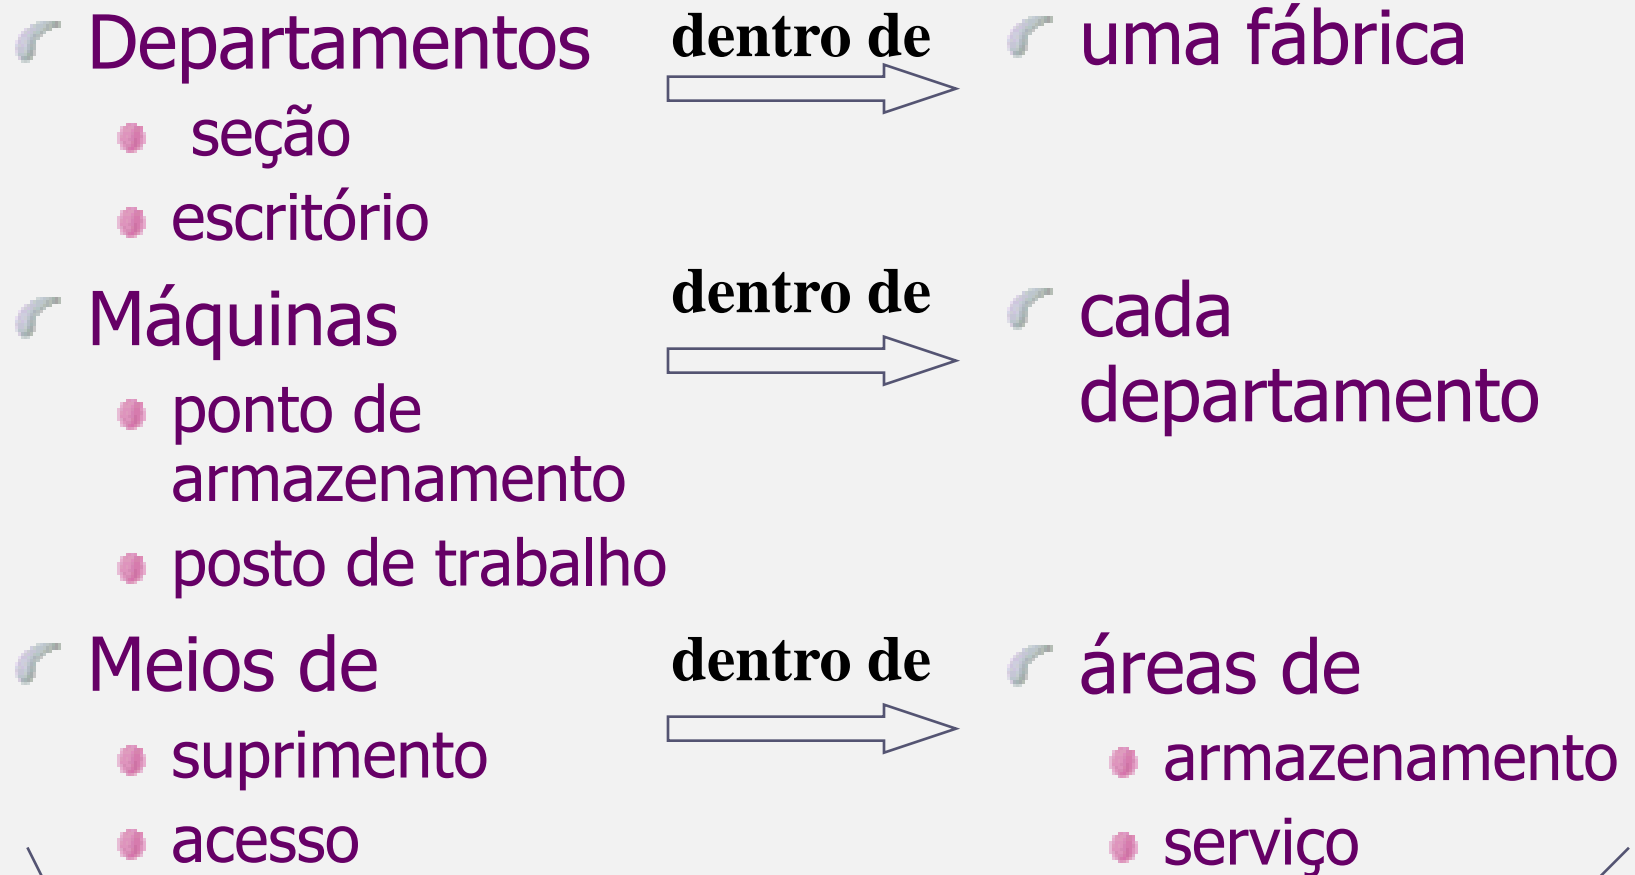 Departamentos
dentro de
uma fábrica
seção
escritório
Máquinas
dentro de
cada
departamento
ponto de
armazenamento
posto de trabalho
Meios de
dentro de
áreas de
suprimento
armazenamento
acesso
serviço